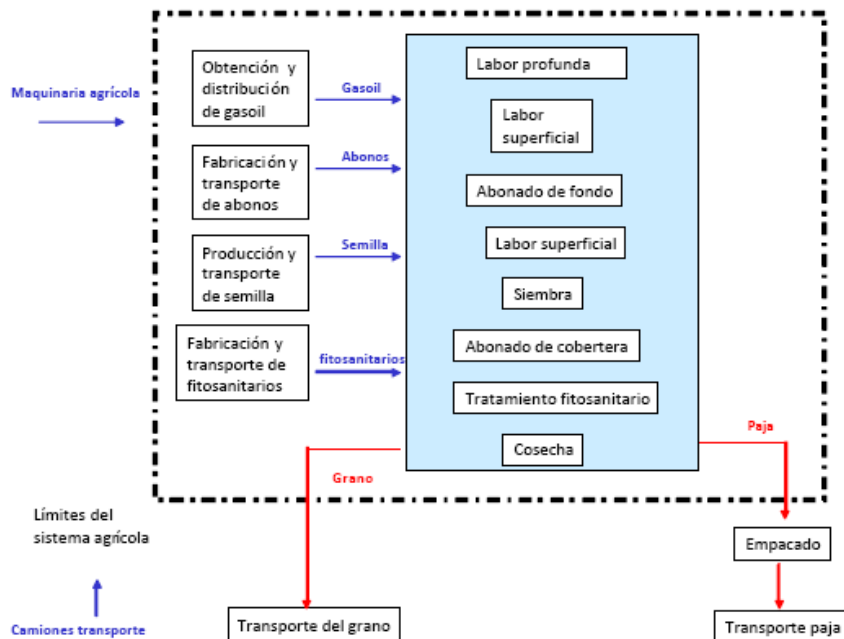 Maquinaria agrícola
Obtención y
distribución
de gasoil
Gasoil
Fabricación y
transporte
de abonos
Abonos
Producción y
transporte
de semilla
Semilla
Fabricación y
transporte de
fitosanitarios
fitosanitarios
Labor profunda
Labor
superficial
Abonado de fondo
Labor superficial
Siembra
Abonado de cobertera
Tratamiento fitosanitario
Cosecha
Grano
Paja
Límites del
sistema agrícola
Camiones transporte
Transporte del grano
Empacado
Transporte paja